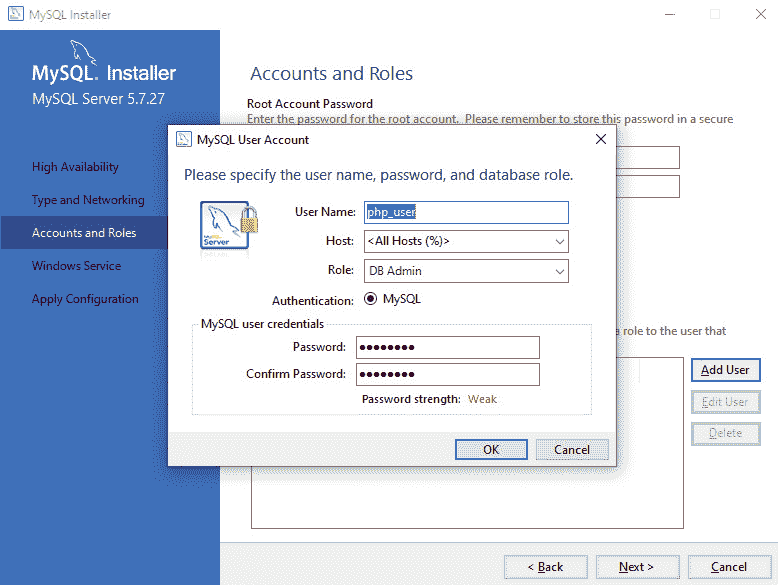 MySQL Installer
MySQL. Installer
MySQL Server 5.7.27
High Availability
Type and Networking
Accounts and Roles
Windows Service
Apply Configuration
Accounts and Roles
Root Account Password
Enter the password for the root account. Please remember to store this password in a secure
MySQL User Account
Please specify the user name, password, and database role.
Server
User Name: php_user
Host: <All Hosts (%)>
Role: DB Admin
Authentication: MySQL
MySQL user credentials
Password: ●●●●●●●●
Confirm Password: ●●●●●●●●
Password strength: Weak
OK
Cancel
a role to the user that
Add User
Edit User
Delete
< Back
Next >
Cancel